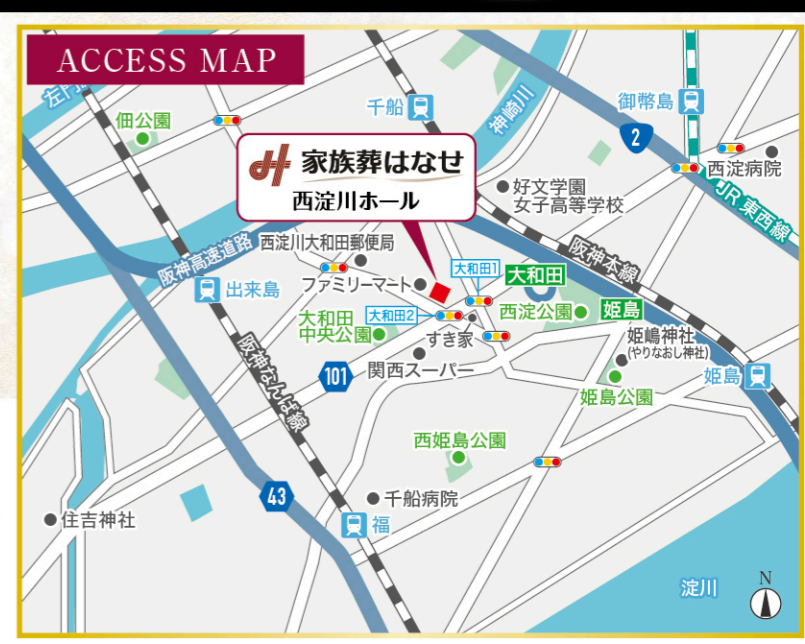 ACCESS MAP
千船
神崎川
御幣島
佃公園
2
西淀病院
JR 東西線
家族葬はなせ
西淀川ホール
好文学園
女子高等学校
阪神高速道路
西淀川大和田郵便局
阪神本線
大和田1
大和田
出来島
ファミリーマート
大和田2
西淀公園
姫島
大和田
中央公園
すき家
姫嶋神社
(やりなおし神社)
阪神なんば線
101
関西スーパー
姫島
姫島公園
西姫島公園
43
千船病院
住吉神社
福
淀川
N